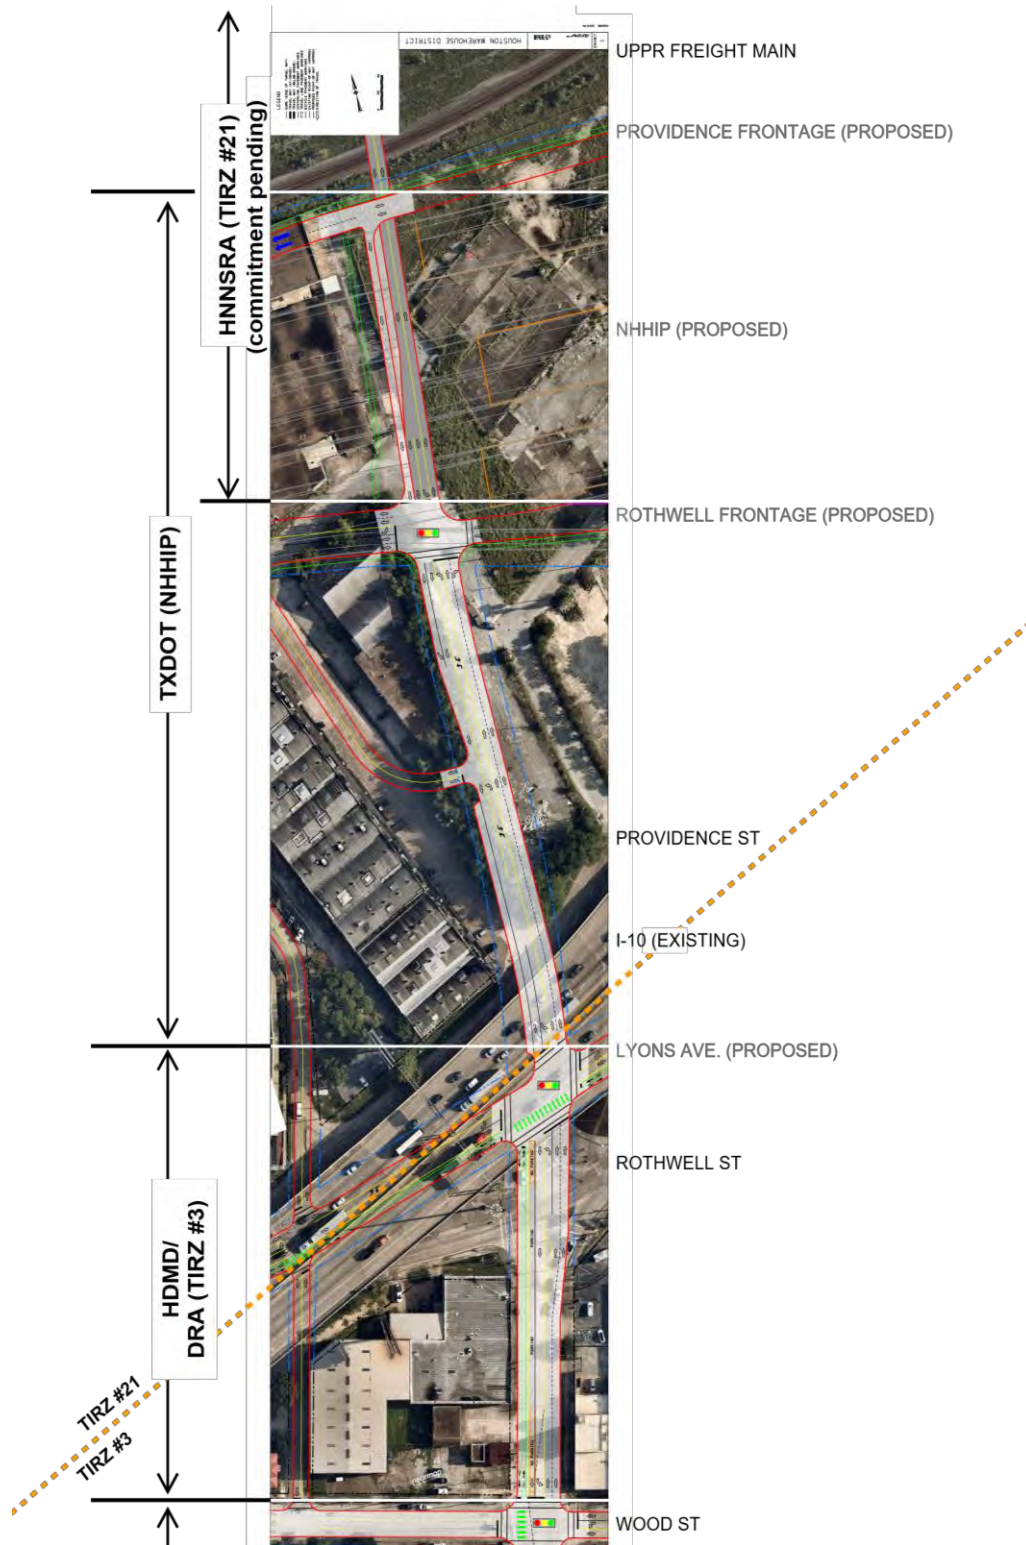 HOUSTON WAREHOUSE DISTRICT
LEGEND
UPPR FREIGHT MAIN
PROVIDENCE FRONTAGE (PROPOSED)
HNNSRA (TIRZ #21)
(commitment pending)
NHHIP (PROPOSED)
ROTHWELL FRONTAGE (PROPOSED)
TXDOT (NHHIP)
PROVIDENCE ST
I-10 (EXISTING)
LYONS AVE. (PROPOSED)
ROTHWELL ST
HDMD/
DRA (TIRZ #3)
TIRZ #21
TIRZ #3
WOOD ST